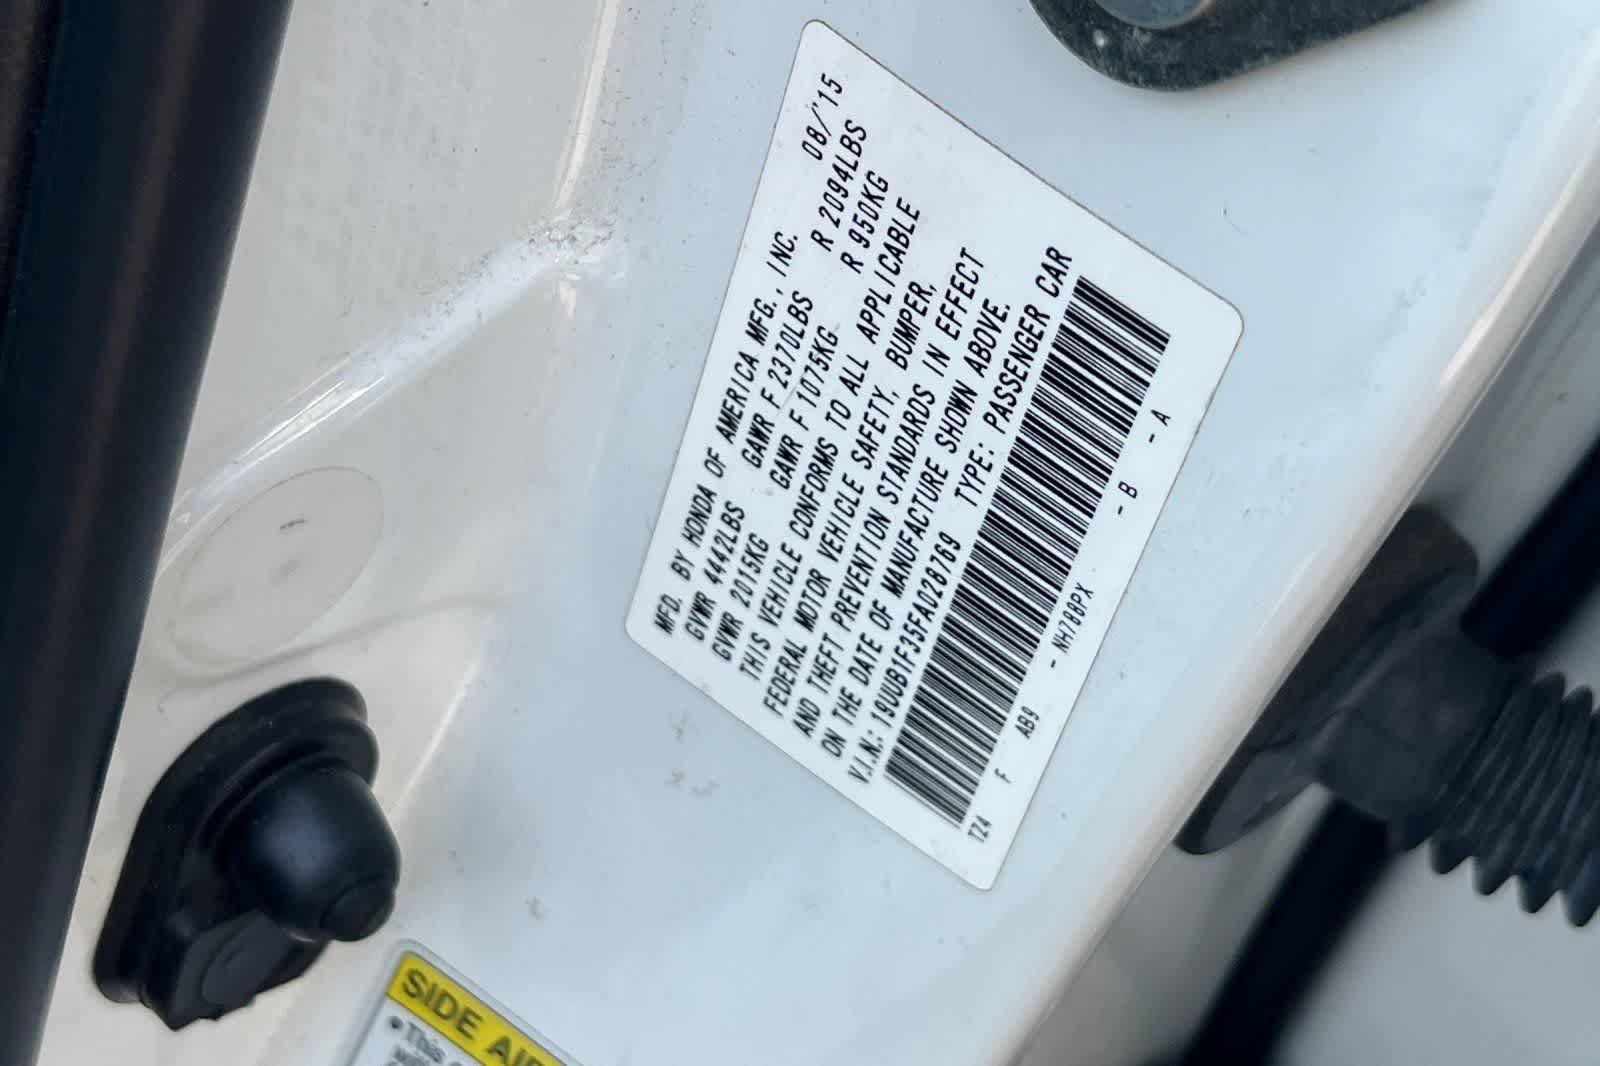 MFD. BY HONDA OF AMERICA MFG., INC. 08/'15
GVWR 4442LBS GAWR F 2370LBS R 2094LBS
GVWR 2015KG GAWR F 1075KG R 950KG
THIS VEHICLE CONFORMS TO ALL APPLICABLE
FEDERAL MOTOR VEHICLE SAFETY, BUMPER,
AND THEFT PREVENTION STANDARDS IN EFFECT
ON THE DATE OF MANUFACTURE SHOWN ABOVE.
V.I.N.: 19UUB1F35FA028769 TYPE: PASSENGER CAR
TZ4 F AB9 - NH788PX - B - A
SIDE AIR
• This